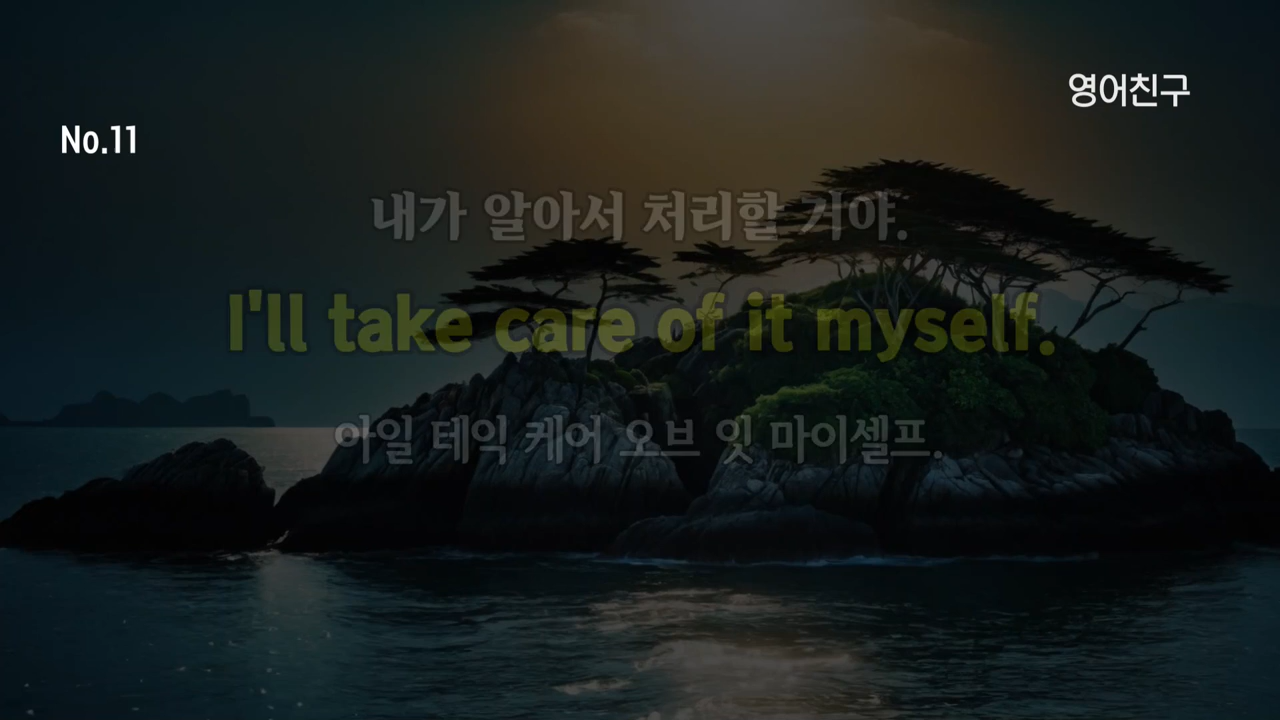 영어친구
No.11
내가 알아서 처리할 거야.
I'll take care of it myself.
아일 테익 케어 오브 잇 마이셀프.